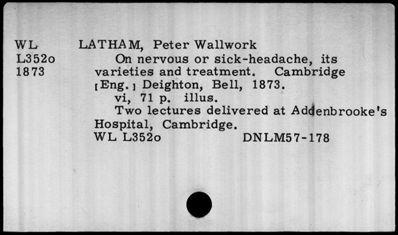 WL LATHAM, Peter Wallwork
L352o On nervous or sick-headache, its
1873 varieties and treatment. Cambridge
[Eng.] Deighton, Bell, 1873.
vi, 71 p. illus.
Two lectures delivered at Addenbrooke's
Hospital, Cambridge.
WL L352o DNLM57-178